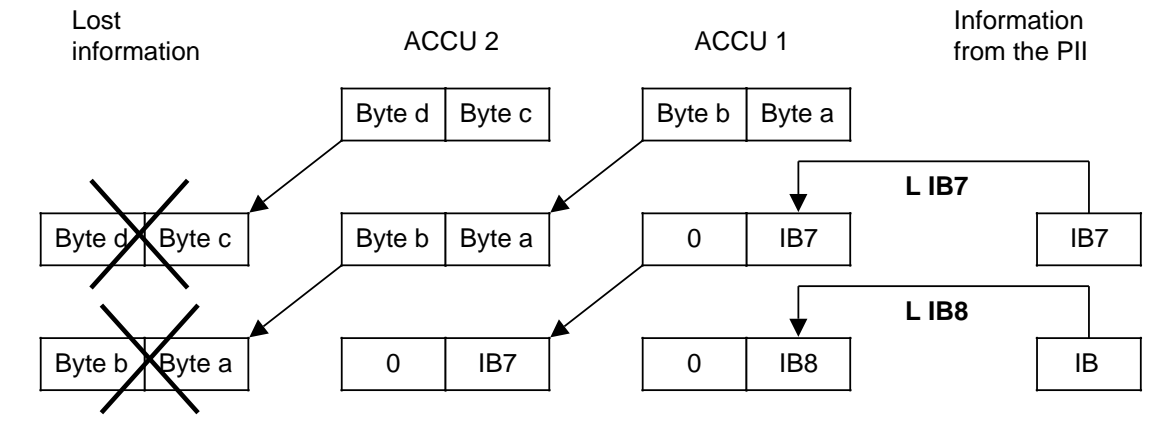 Lost
information
ACCU 2
ACCU 1
Information
from the PII
Byte d Byte c
Byte b Byte a
L IB7
Byte d Byte c
Byte b Byte a
0 IB7
IB7
L IB8
Byte b Byte a
0 IB7
0 IB8
IB